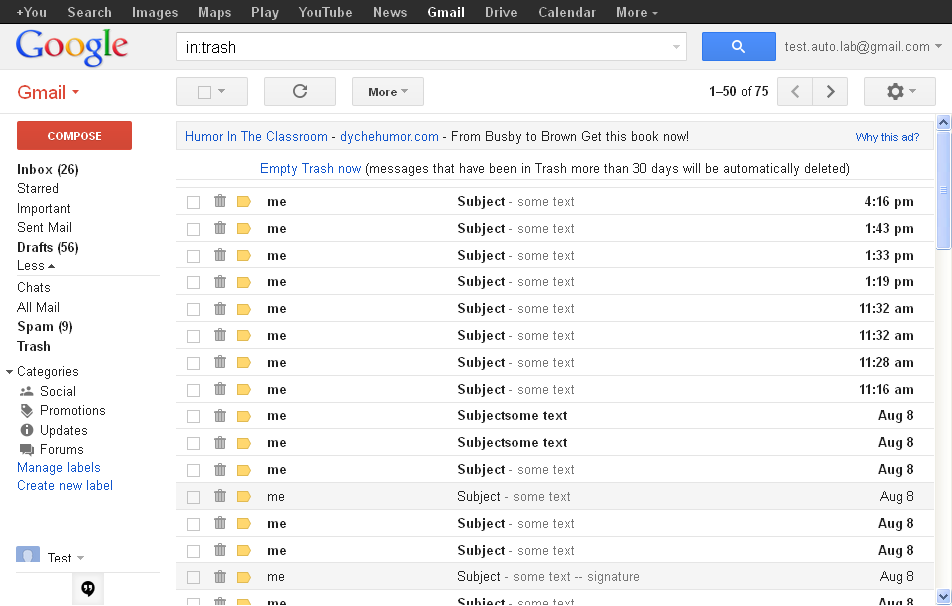 +You Search Images Maps Play YouTube News Gmail Drive Calendar More
Google in:trash test.auto.lab@gmail.com
Gmail More 1–50 of 75
COMPOSE
Inbox (26)
Starred
Important
Sent Mail
Drafts (56)
Less
Chats
All Mail
Spam (9)
Trash
Categories
Social
Promotions
Updates
Forums
Manage labels
Create new label
Test
Humor In The Classroom - dychehumor.com - From Busby to Brown Get this book now! Why this ad?
Empty Trash now (messages that have been in Trash more than 30 days will be automatically deleted)
me Subject - some text 4:16 pm
me Subject - some text 1:43 pm
me Subject - some text 1:33 pm
me Subject - some text 1:19 pm
me Subject - some text 11:32 am
me Subject - some text 11:32 am
me Subject - some text 11:28 am
me Subject - some text 11:16 am
me Subjectsome text Aug 8
me Subjectsome text Aug 8
me Subject - some text Aug 8
me Subject - some text Aug 8
me Subject - some text Aug 8
me Subject - some text Aug 8
me Subject - some text -- signature Aug 8
me Subject - some text Aug 8